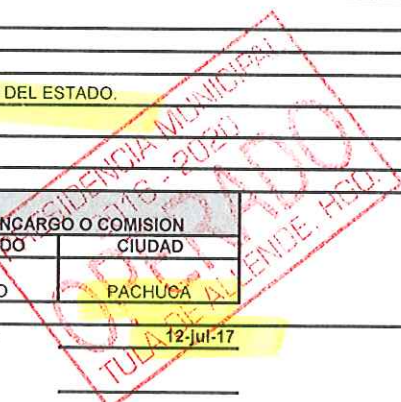 DEL ESTADO.
NCARGO O COMISION
DO CIUDAD
O PACHUCA
12-jul-17
PRESIDENCIA MUNICIPAL
2016 - 2020
OPERADO
TULA DE ALLENDE, HGO.